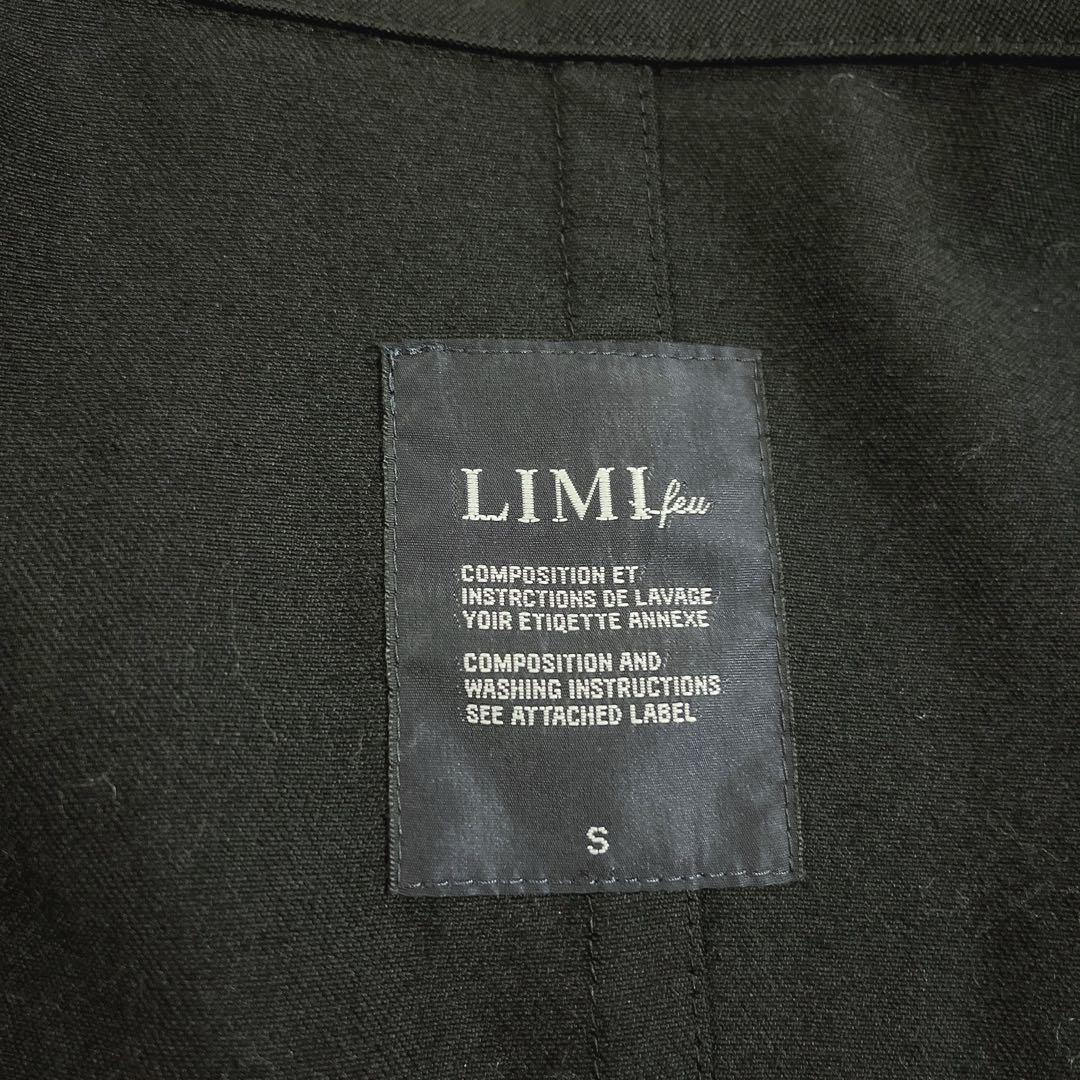 LIMI feu
COMPOSITION ET
INSTRCTIONS DE LAVAGE
YOIR ETIQETTE ANNEXE
COMPOSITION AND
WASHING INSTRUCTIONS
SEE ATTACHED LABEL
S